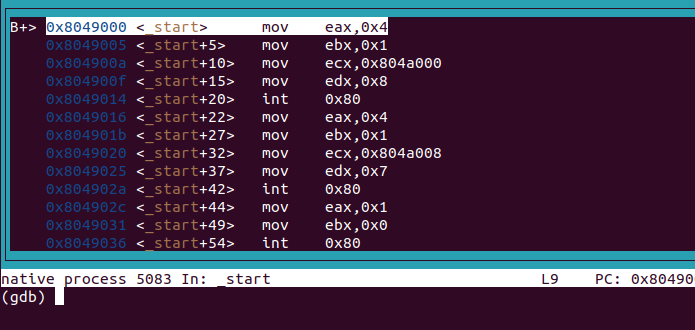 B+> 0x8049000 <_start> mov eax,0x4
0x8049005 <_start+5> mov ebx,0x1
0x804900a <_start+10> mov ecx,0x804a000
0x804900f <_start+15> mov edx,0x8
0x8049014 <_start+20> int 0x80
0x8049016 <_start+22> mov eax,0x4
0x804901b <_start+27> mov ebx,0x1
0x8049020 <_start+32> mov ecx,0x804a008
0x8049025 <_start+37> mov edx,0x7
0x804902a <_start+42> int 0x80
0x804902c <_start+44> mov eax,0x1
0x8049031 <_start+49> mov ebx,0x0
0x8049036 <_start+54> int 0x80
native process 5083 In: _start L9 PC: 0x80490
(gdb)